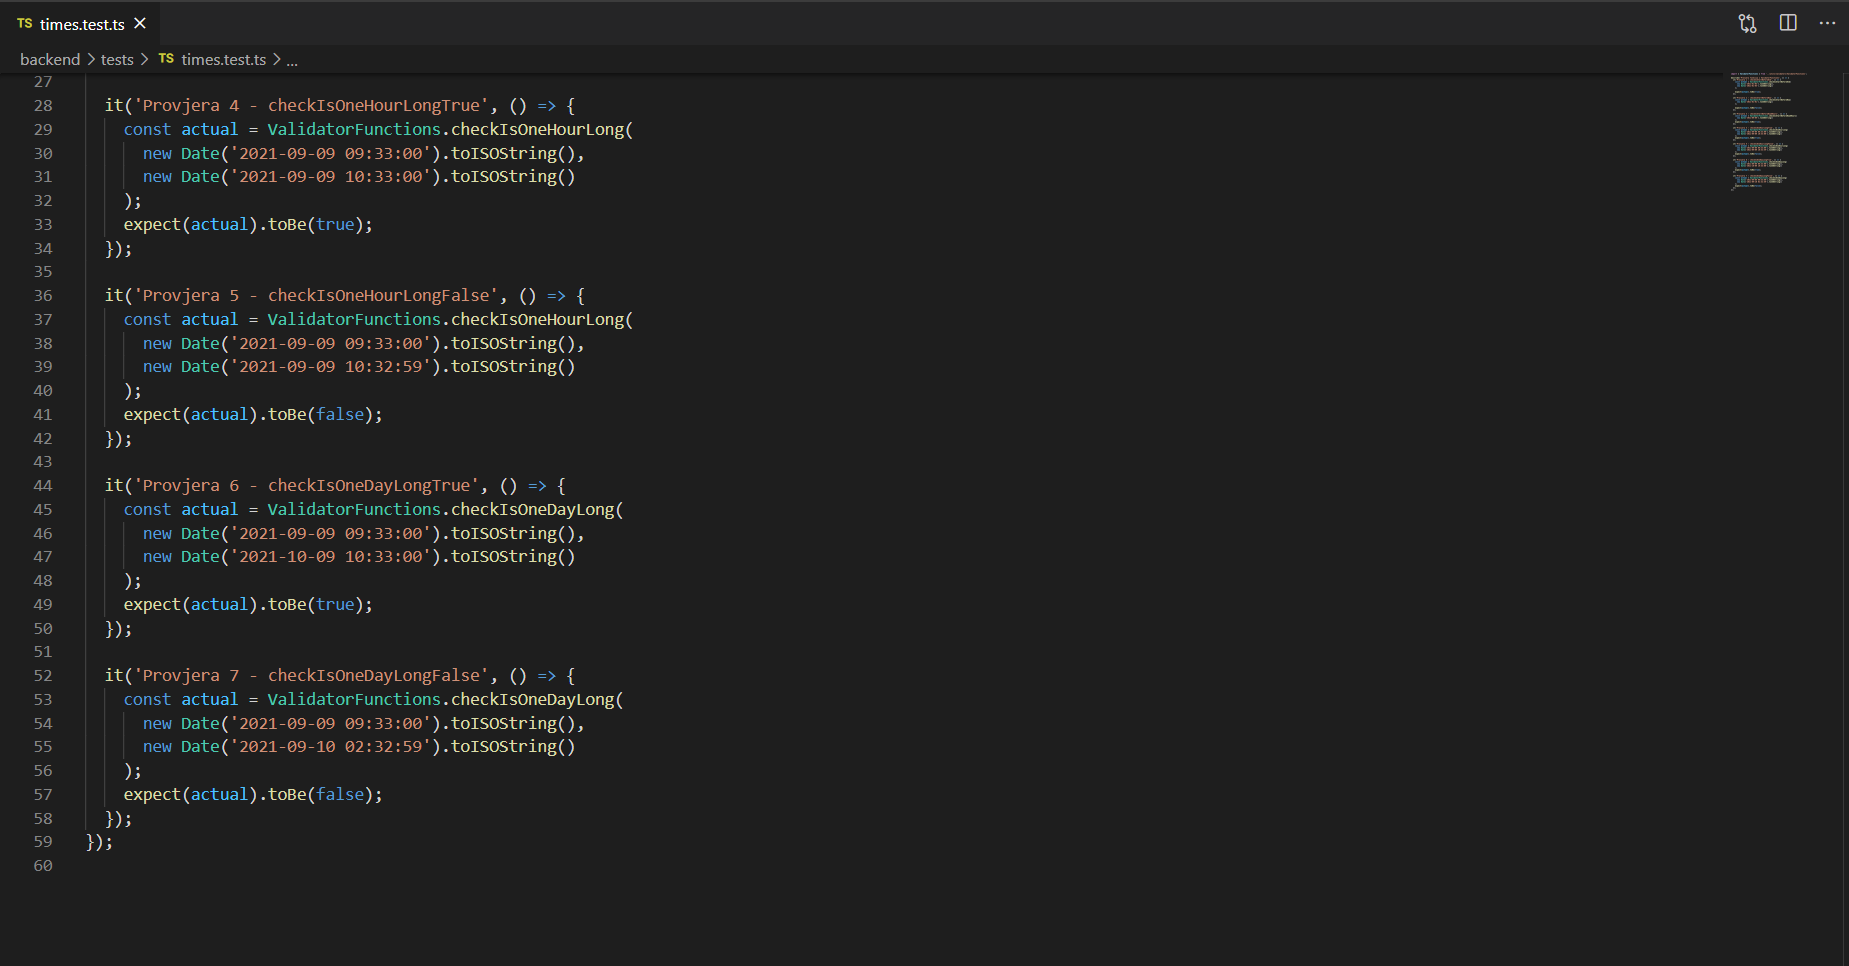 TS times.test.ts
backend > tests > TS times.test.ts > ...
27
28 it('Provjera 4 - checkIsOneHourLongTrue', () => {
29 const actual = ValidatorFunctions.checkIsOneHourLong(
30 new Date('2021-09-09 09:33:00').toISOString(),
31 new Date('2021-09-09 10:33:00').toISOString()
32 );
33 expect(actual).toBe(true);
34 });
35
36 it('Provjera 5 - checkIsOneHourLongFalse', () => {
37 const actual = ValidatorFunctions.checkIsOneHourLong(
38 new Date('2021-09-09 09:33:00').toISOString(),
39 new Date('2021-09-09 10:32:59').toISOString()
40 );
41 expect(actual).toBe(false);
42 });
43
44 it('Provjera 6 - checkIsOneDayLongTrue', () => {
45 const actual = ValidatorFunctions.checkIsOneDayLong(
46 new Date('2021-09-09 09:33:00').toISOString(),
47 new Date('2021-10-09 10:33:00').toISOString()
48 );
49 expect(actual).toBe(true);
50 });
51
52 it('Provjera 7 - checkIsOneDayLongFalse', () => {
53 const actual = ValidatorFunctions.checkIsOneDayLong(
54 new Date('2021-09-09 09:33:00').toISOString(),
55 new Date('2021-09-10 02:32:59').toISOString()
56 );
57 expect(actual).toBe(false);
58 });
59 });
60